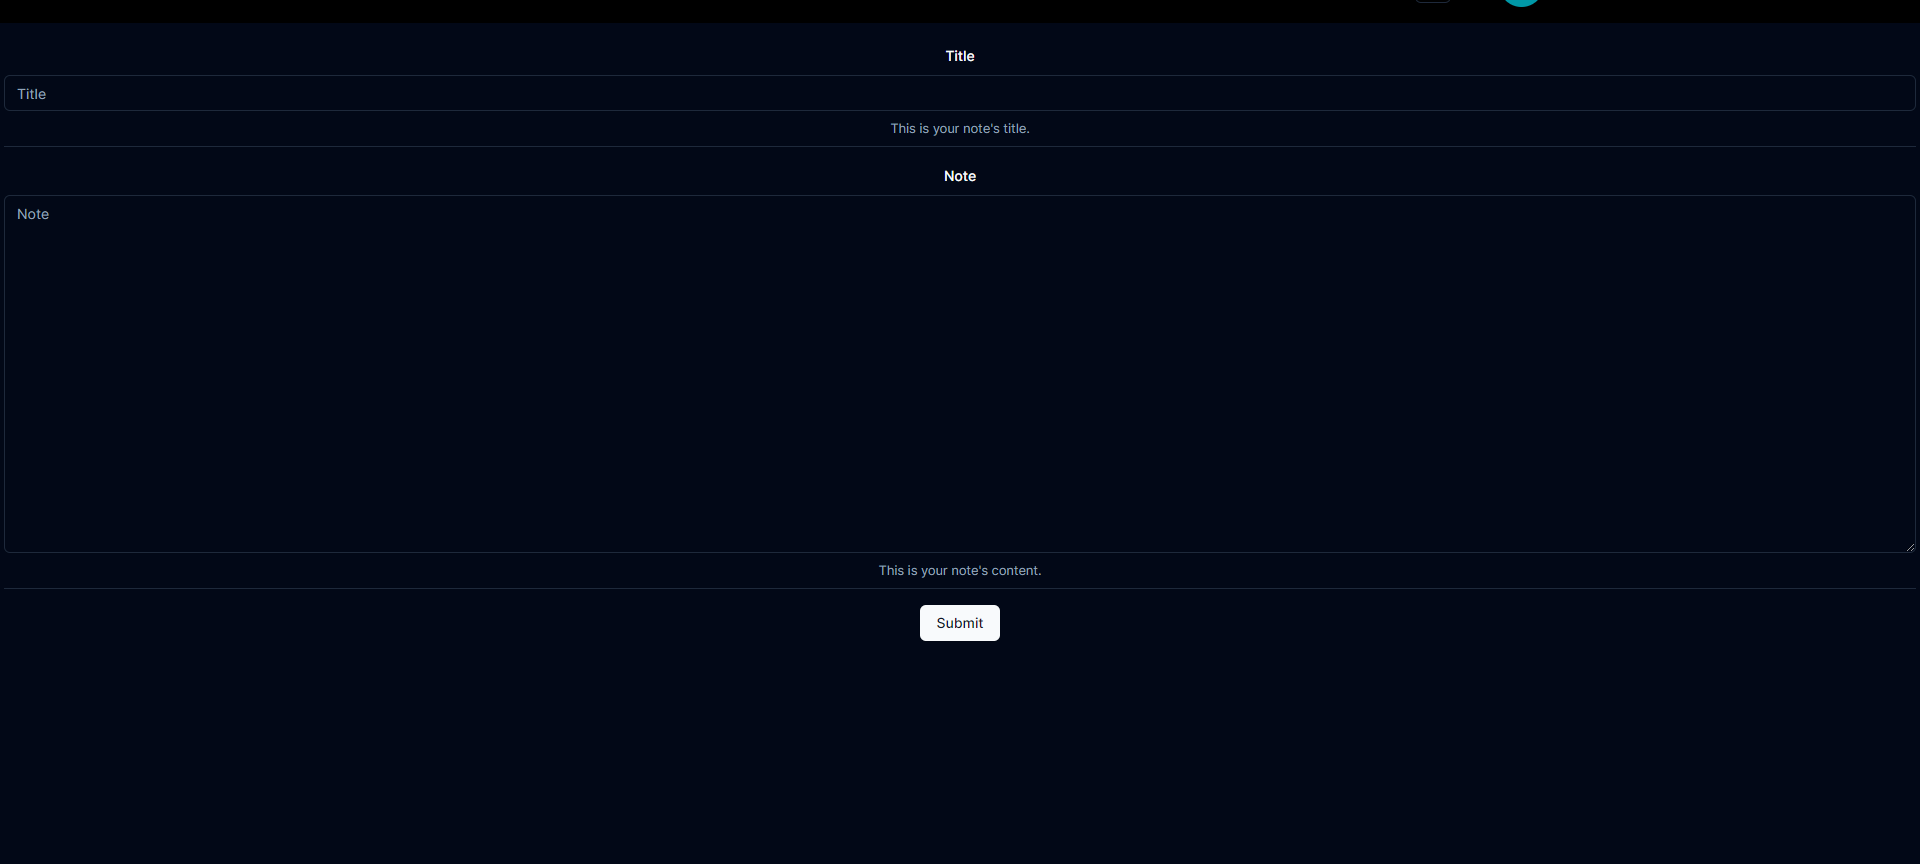 Title
Title
This is your note's title.
Note
Note
This is your note's content.
Submit